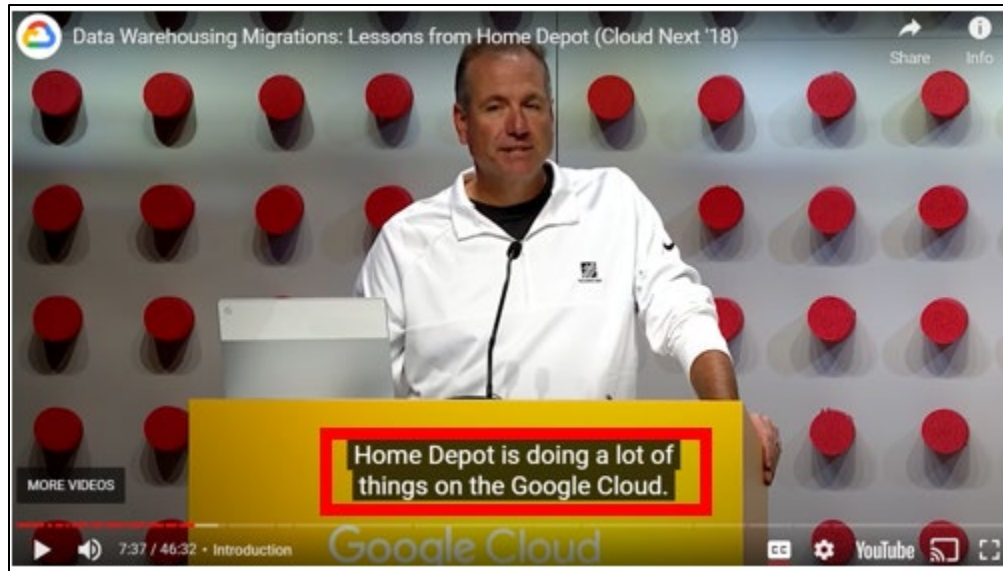 Data Warehousing Migrations: Lessons from Home Depot (Cloud Next '18)
Share
Info
Home Depot is doing a lot of
things on the Google Cloud.
MORE VIDEOS
Google Cloud
7:37 / 46:32 • Introduction
CC
YouTube